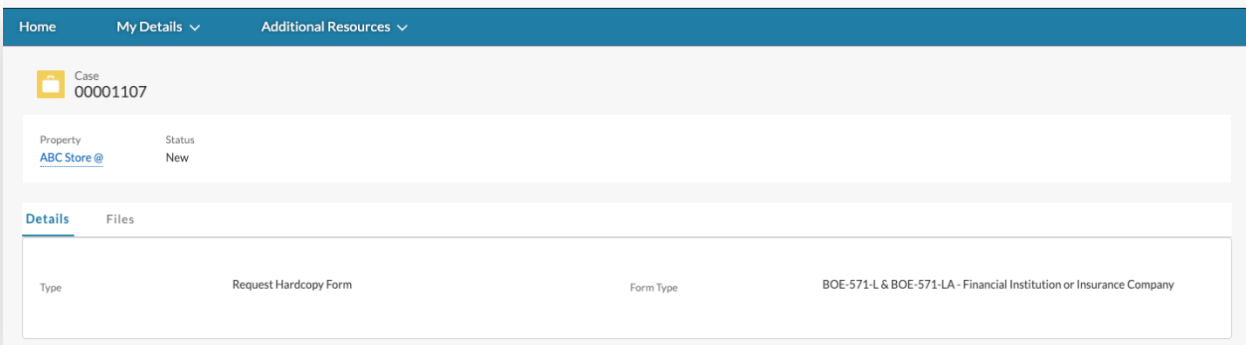 Home My Details Additional Resources
Case
00001107
Property Status
ABC Store @ New
Details Files
Type Request Hardcopy Form Form Type BOE-571-L & BOE-571-LA - Financial Institution or Insurance Company